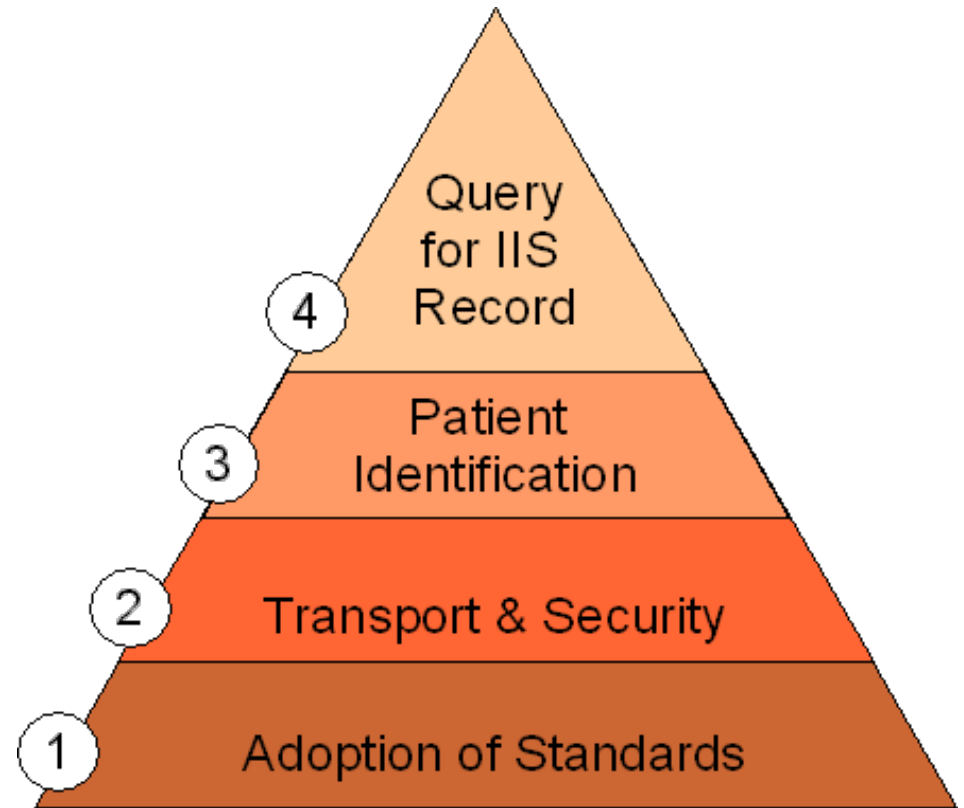 Query
for IIS
Record
4
Patient
Identification
3
Transport & Security
2
Adoption of Standards
1